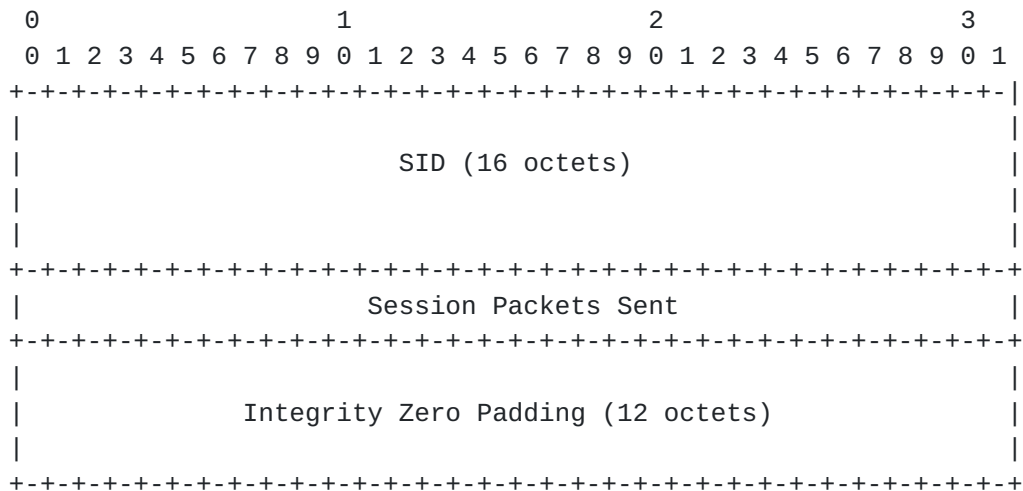 0                   1                   2                   3
 0 1 2 3 4 5 6 7 8 9 0 1 2 3 4 5 6 7 8 9 0 1 2 3 4 5 6 7 8 9 0 1
+-+-+-+-+-+-+-+-+-+-+-+-+-+-+-+-+-+-+-+-+-+-+-+-+-+-+-+-+-+-+-+-|
|                                                               |
|                        SID (16 octets)                        |
|                                                               |
|                                                               |
+-+-+-+-+-+-+-+-+-+-+-+-+-+-+-+-+-+-+-+-+-+-+-+-+-+-+-+-+-+-+-+-+
|                      Session Packets Sent                     |
+-+-+-+-+-+-+-+-+-+-+-+-+-+-+-+-+-+-+-+-+-+-+-+-+-+-+-+-+-+-+-+-+
|                                                               |
|              Integrity Zero Padding (12 octets)               |
|                                                               |
+-+-+-+-+-+-+-+-+-+-+-+-+-+-+-+-+-+-+-+-+-+-+-+-+-+-+-+-+-+-+-+-+